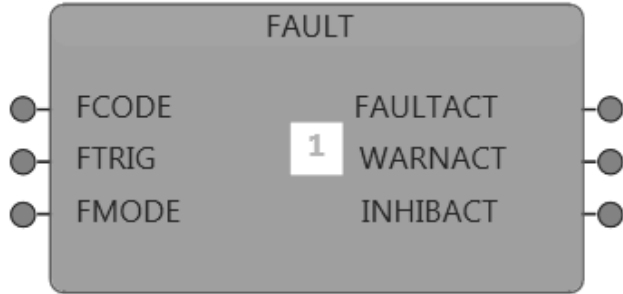 FAULT
FCODE FAULTACT
FTRIG 1 WARNACT
FMODE INHIBACT